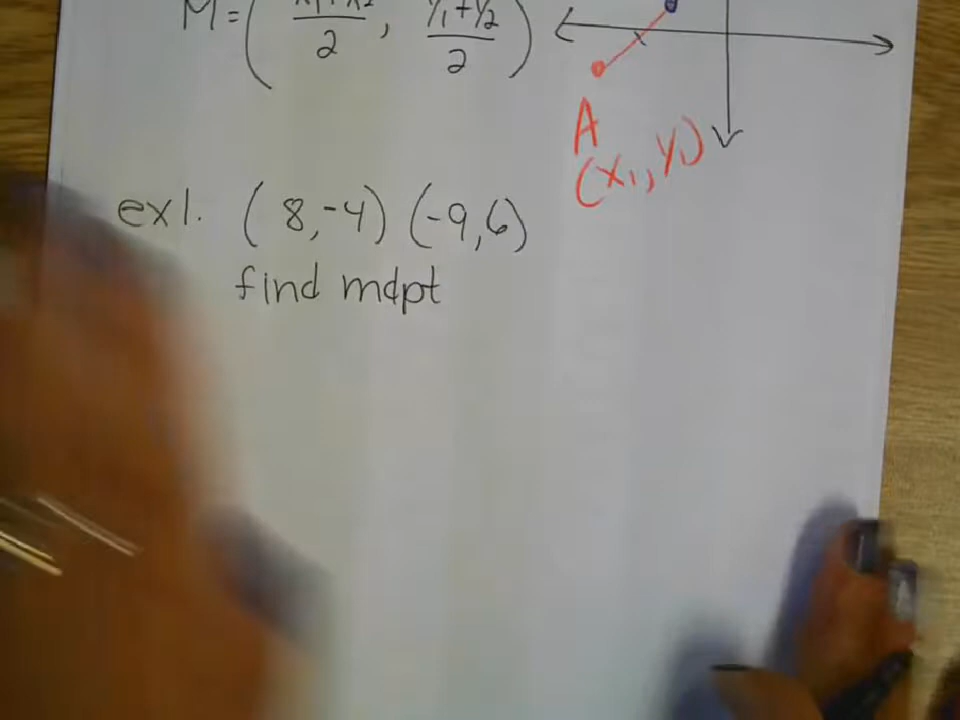 M = ( x₁+x₂/2 , y₁+y₂/2 )
A
(x₁, y₁)
ex1. (8,-4) (-9,6)
find mdpt